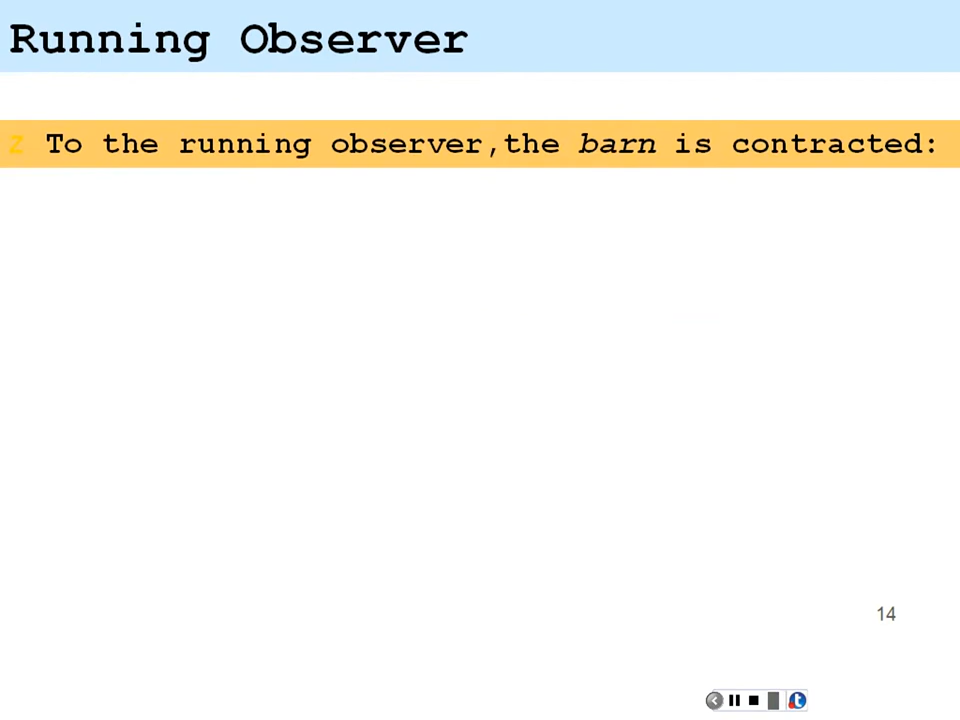 Running Observer
z To the running observer,the barn is contracted:
14